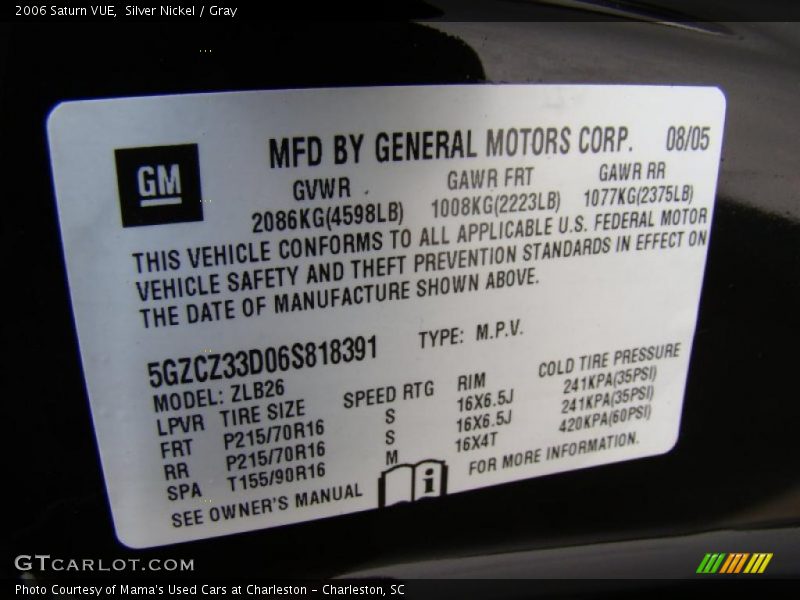 2006 Saturn VUE,  Silver Nickel / Gray
GM
MFD BY GENERAL MOTORS CORP. 08/05
GVWR GAWR FRT GAWR RR
2086KG(4598LB) 1008KG(2223LB) 1077KG(2375LB)
THIS VEHICLE CONFORMS TO ALL APPLICABLE U.S. FEDERAL MOTOR
VEHICLE SAFETY AND THEFT PREVENTION STANDARDS IN EFFECT ON
THE DATE OF MANUFACTURE SHOWN ABOVE.
5GZCZ33D06S818391 TYPE: M.P.V.
MODEL: ZLB26
LPVR TIRE SIZE SPEED RTG RIM COLD TIRE PRESSURE
FRT P215/70R16 S 16X6.5J 241KPA(35PSI)
RR P215/70R16 S 16X6.5J 241KPA(35PSI)
SPA T155/90R16 M 16X4T 420KPA(60PSI)
SEE OWNER'S MANUAL i FOR MORE INFORMATION.
GTCARLOT.COM
Photo Courtesy of Mama's Used Cars at Charleston - Charleston, SC